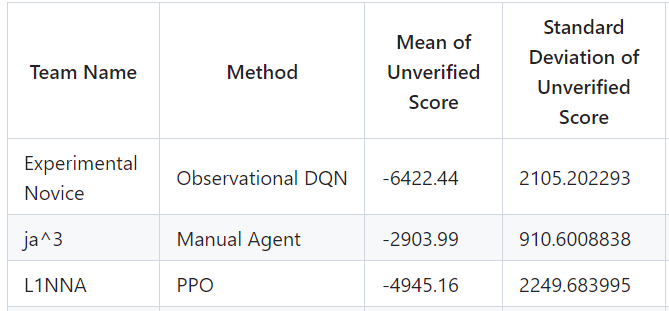 Team Name Method Mean of Unverified Score Standard Deviation of Unverified Score
Experimental Novice Observational DQN -6422.44 2105.202293
ja^3 Manual Agent -2903.99 910.6008838
L1NNA PPO -4945.16 2249.683995